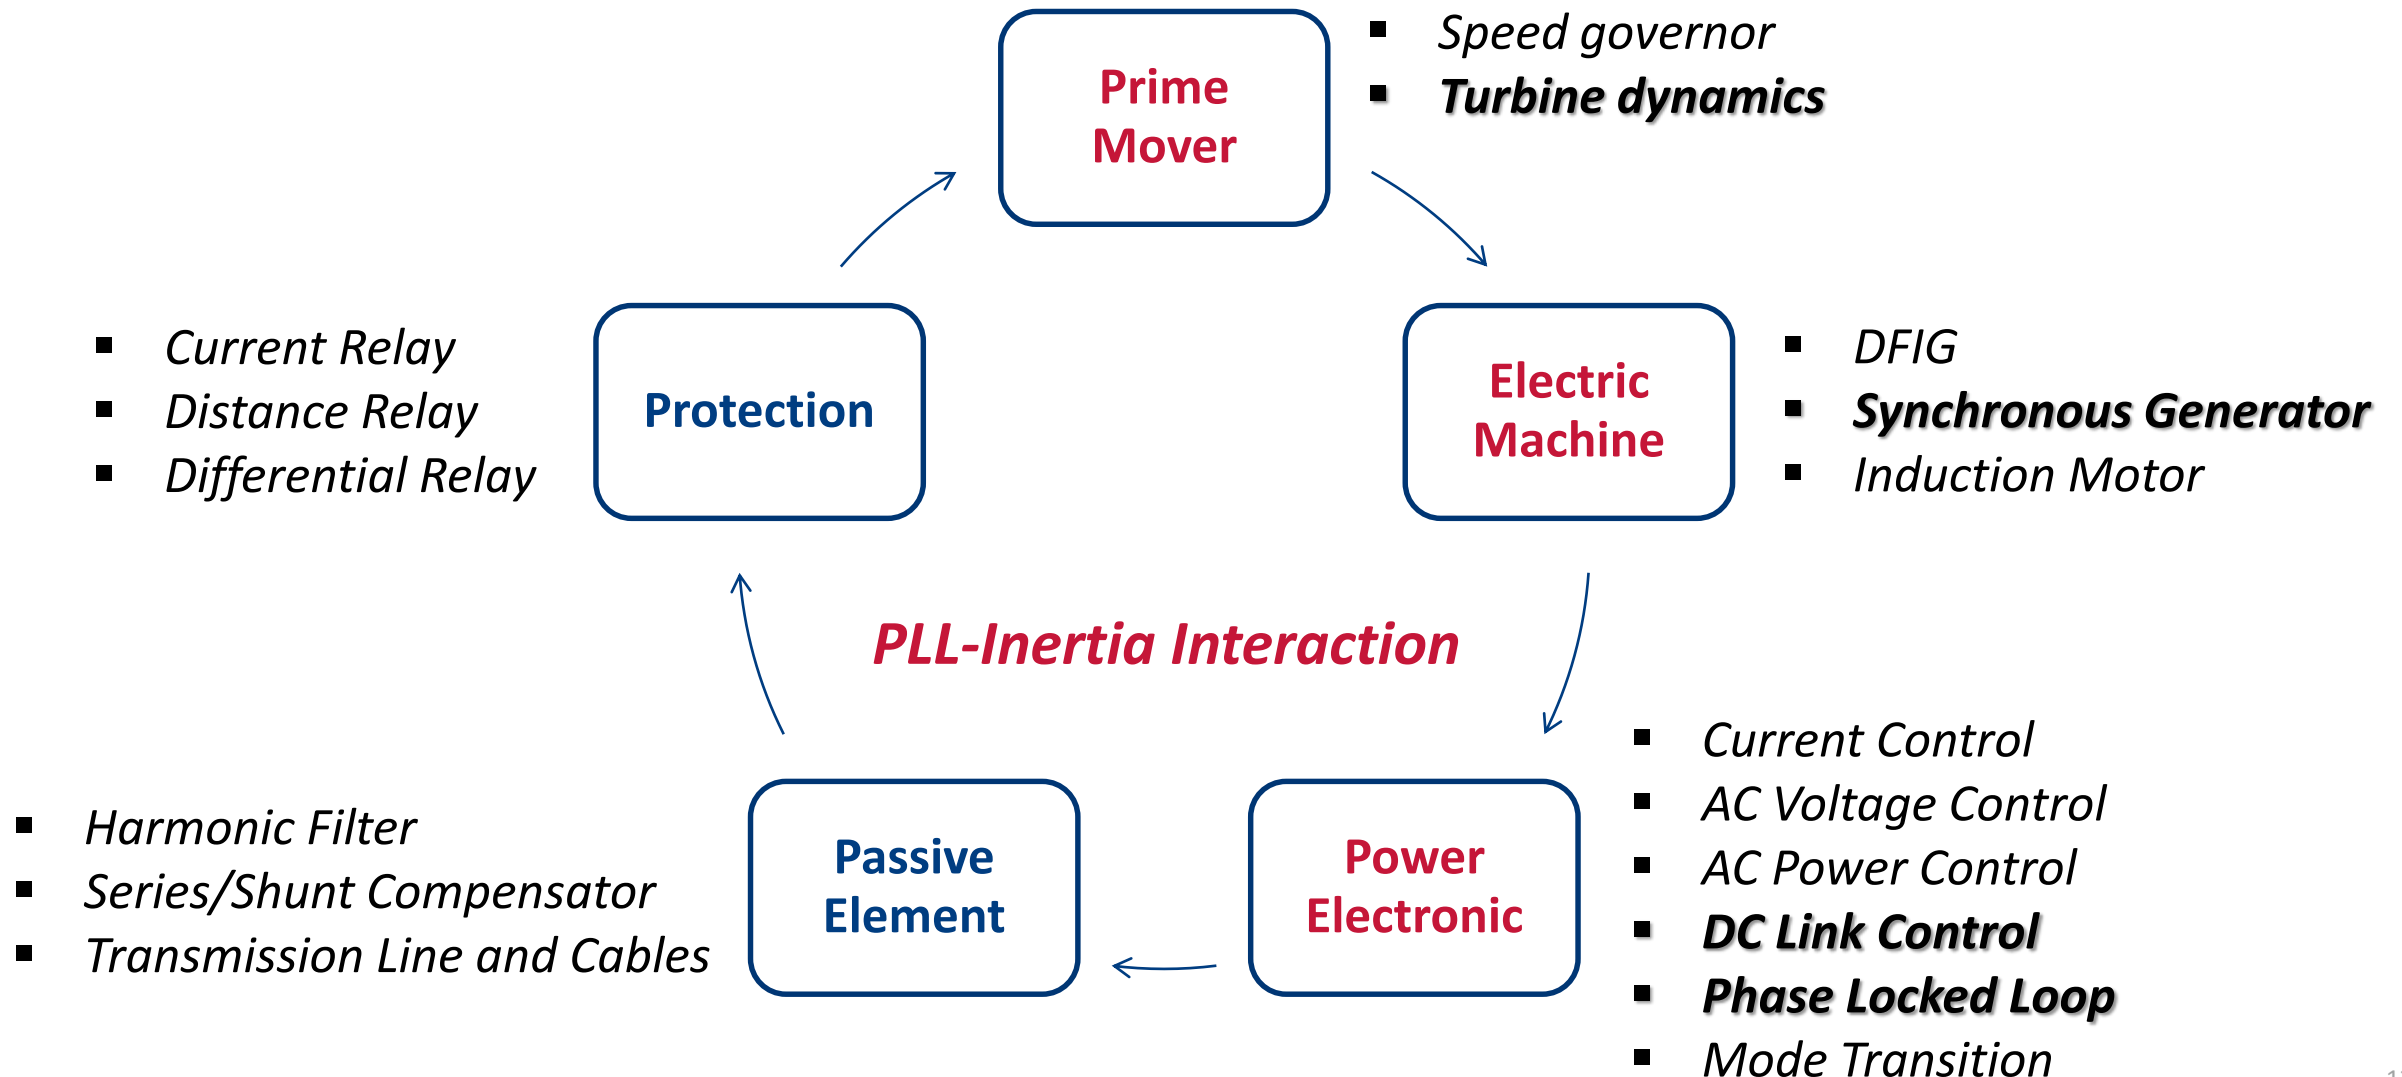 Prime
Mover
Speed governor
Turbine dynamics
Protection
Current Relay
Distance Relay
Differential Relay
Electric
Machine
DFIG
Synchronous Generator
Induction Motor
PLL-Inertia Interaction
Passive
Element
Harmonic Filter
Series/Shunt Compensator
Transmission Line and Cables
Power
Electronic
Current Control
AC Voltage Control
AC Power Control
DC Link Control
Phase Locked Loop
Mode Transition